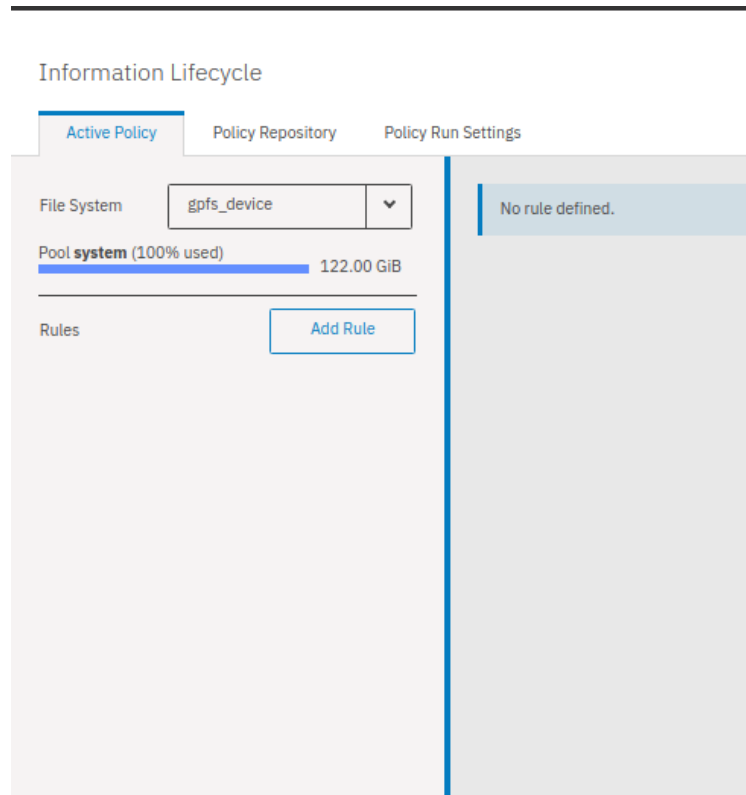 Information Lifecycle
Active Policy Policy Repository Policy Run Settings
File System gpfs_device
Pool system (100% used)
122.00 GiB
Rules Add Rule
No rule defined.